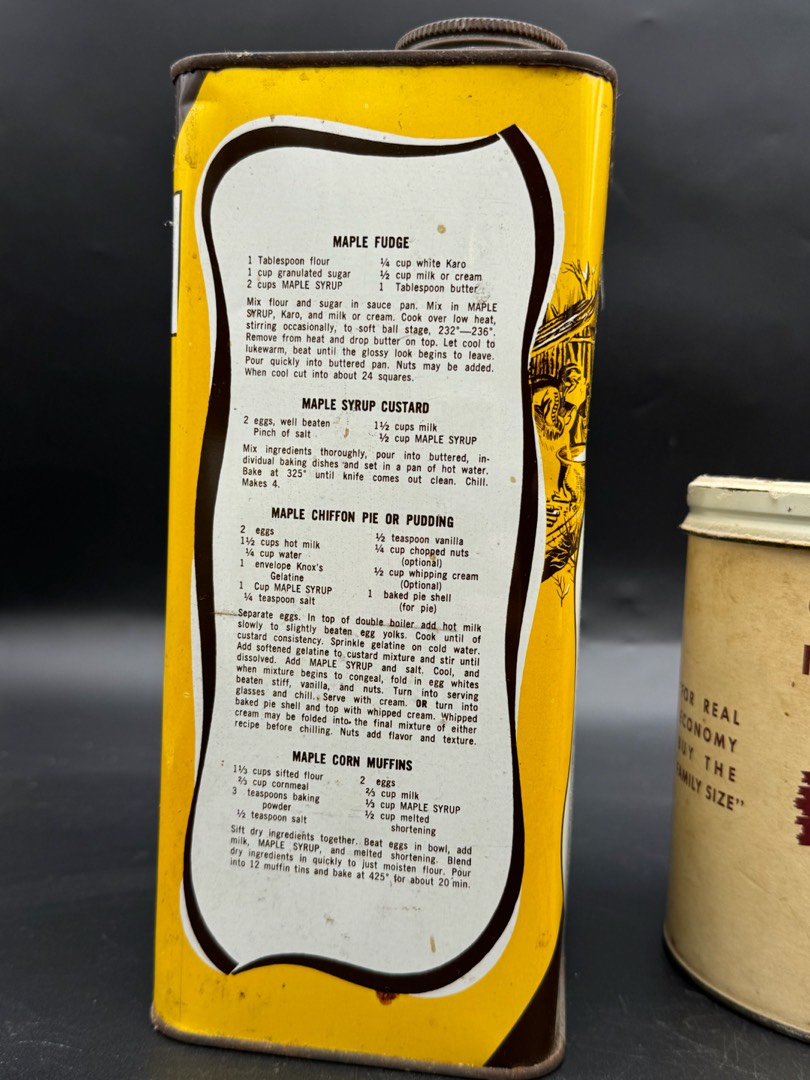 MAPLE FUDGE
1 Tablespoon flour
1 cup granulated sugar
2 cups MAPLE SYRUP
¼ cup white Karo
½ cup milk or cream
1 Tablespoon butter
Mix flour and sugar in sauce pan. Mix in MAPLE
SYRUP, Karo, and milk or cream. Cook over low heat,
stirring occasionally, to soft ball stage, 232°—236°.
Remove from heat and drop butter on top. Let cool to
lukewarm, beat until the glossy look begins to leave.
Pour quickly into buttered pan. Nuts may be added.
When cool cut into about 24 squares.
MAPLE SYRUP CUSTARD
2 eggs, well beaten
Pinch of salt
1½ cups milk
½ cup MAPLE SYRUP
Mix ingredients thoroughly, pour into buttered, in-
dividual baking dishes and set in a pan of hot water.
Bake at 325° until knife comes out clean. Chill.
Makes 4.
MAPLE CHIFFON PIE OR PUDDING
2 eggs
1½ cups hot milk
¼ cup water
1 envelope Knox's
Gelatine
1 Cup MAPLE SYRUP
¼ teaspoon salt
½ teaspoon vanilla
¼ cup chopped nuts
(optional)
½ cup whipping cream
(Optional)
1 baked pie shell
(for pie)
Separate eggs. In top of double boiler add hot milk
slowly to slightly beaten egg yolks. Cook until of
custard consistency. Sprinkle gelatine on cold water.
Add softened gelatine to custard mixture and stir until
dissolved. Add MAPLE SYRUP and salt. Cool, and
when mixture begins to congeal, fold in egg whites
beaten stiff, vanilla, and nuts. Turn into serving
glasses and chill. Serve with cream. OR turn into
baked pie shell and top with whipped cream. Whipped
cream may be folded into the final mixture of either
recipe before chilling. Nuts add flavor and texture.
MAPLE CORN MUFFINS
1⅓ cups sifted flour
⅔ cup cornmeal
3 teaspoons baking
powder
½ teaspoon salt
2 eggs
⅔ cup milk
⅓ cup MAPLE SYRUP
½ cup melted
shortening
Sift dry ingredients together. Beat eggs in bowl, add
milk, MAPLE SYRUP, and melted shortening. Blend
dry ingredients in quickly to just moisten flour. Pour
into 12 muffin tins and bake at 425° for about 20 min.
FOR REAL
ECONOMY
BUY THE
FAMILY SIZE"